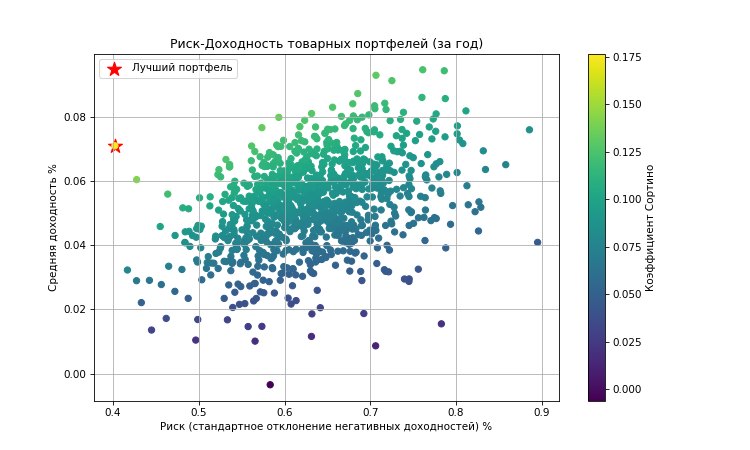 Риск-Доходность товарных портфелей (за год)
Лучший портфель
Средняя доходность %
0.08
0.06
0.04
0.02
0.00
0.4 0.5 0.6 0.7 0.8 0.9
Риск (стандартное отклонение негативных доходностей) %
0.175
0.150
0.125
0.100
0.075
0.050
0.025
0.000
Коэффициент Сортино